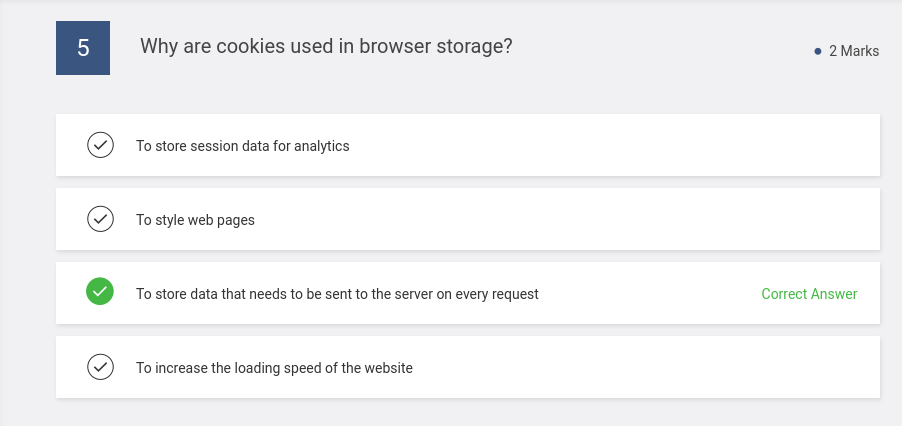 5
Why are cookies used in browser storage?
2 Marks
To store session data for analytics
To style web pages
To store data that needs to be sent to the server on every request
Correct Answer
To increase the loading speed of the website